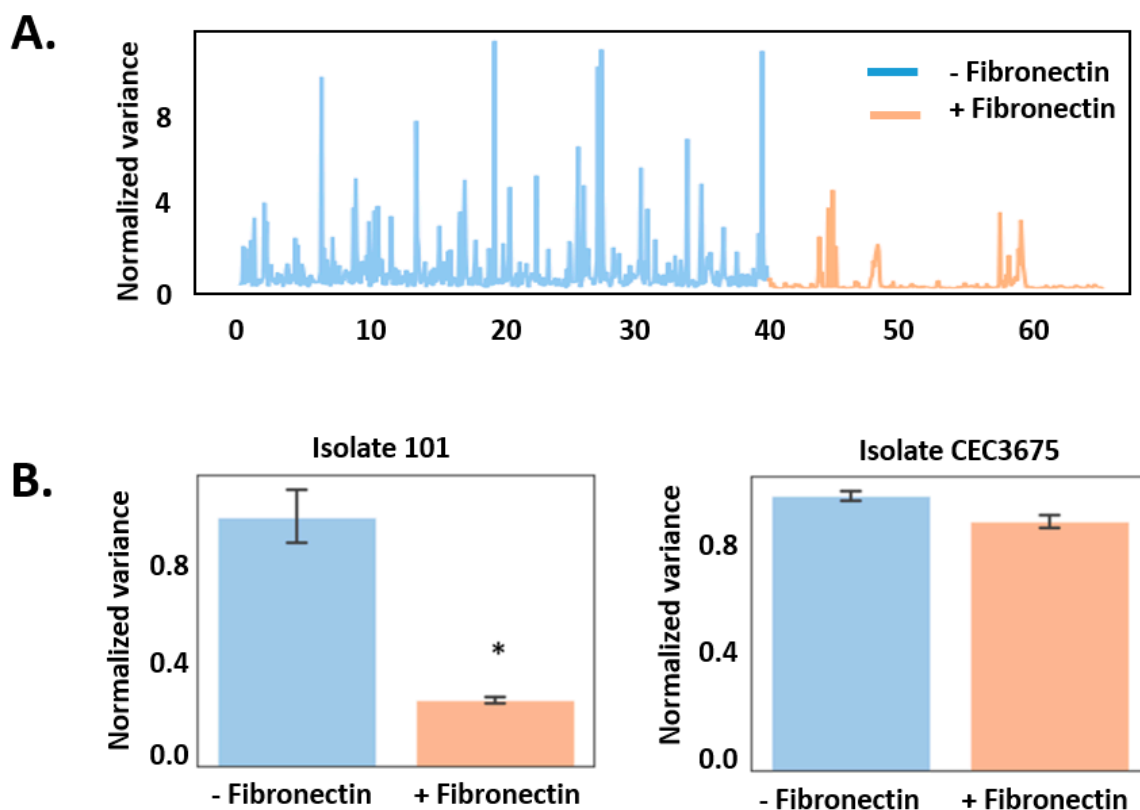 A.
Normalized variance
8
4
0
- Fibronectin
+ Fibronectin
0 10 20 30 40 50 60
B.
Isolate 101
Normalized variance
0.8
0.4
0.0
*
- Fibronectin + Fibronectin
Isolate CEC3675
Normalized variance
0.8
0.4
0.0
- Fibronectin + Fibronectin